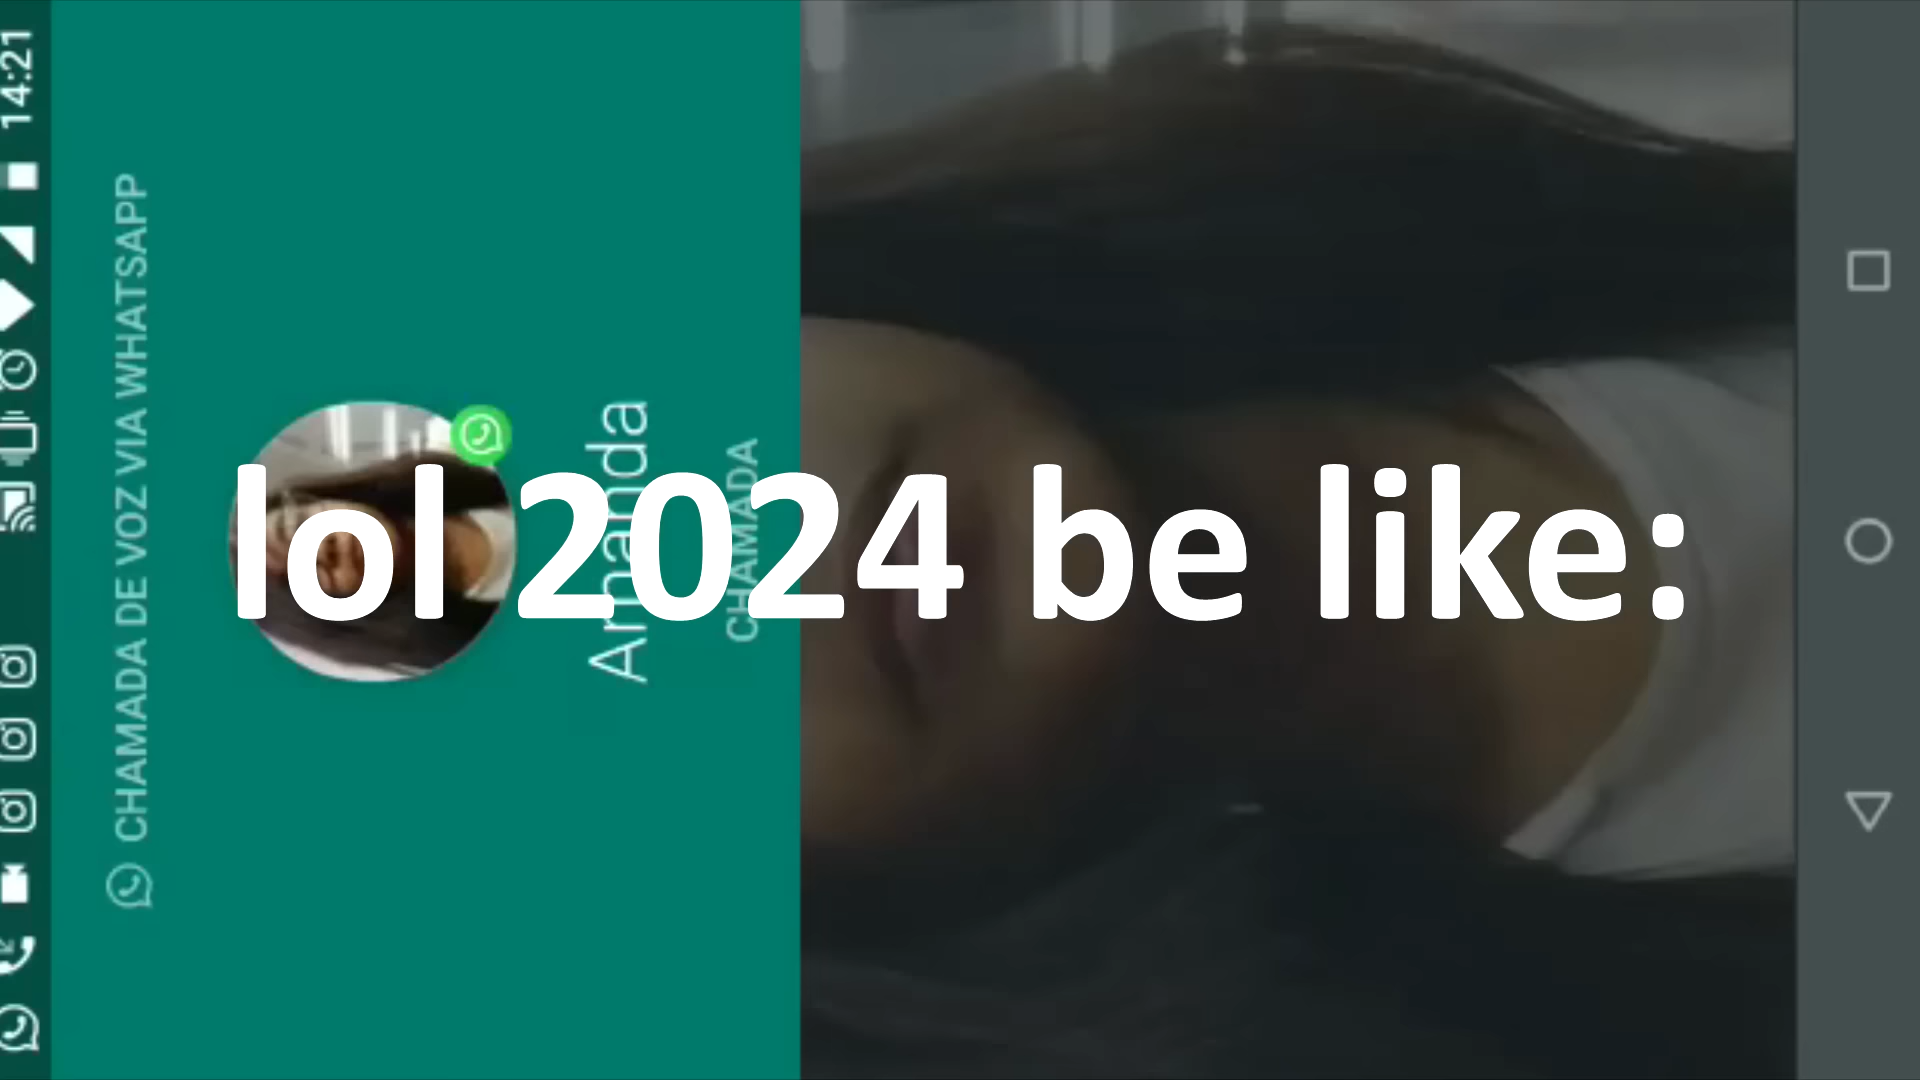 14:21
CHAMADA DE VOZ VIA WHATSAPP
Amanda
CHAMADA
lol 2024 be like: